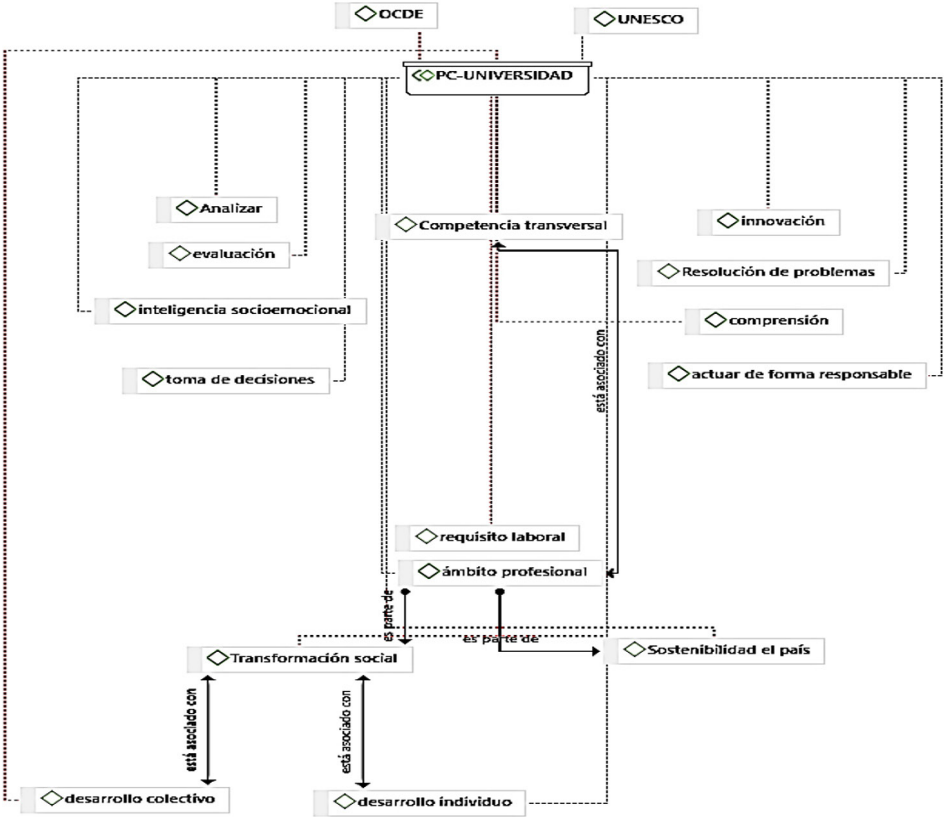 OCDE
UNESCO
PC-UNIVERSIDAD
Analizar
Competencia transversal
innovación
evaluación
Resolución de problemas
inteligencia socioemocional
comprensión
toma de decisiones
actuar de forma responsable
está asociado con
requisito laboral
ámbito profesional
es parte de
es parte de
Transformación social
Sostenibilidad el país
está asociado con
está asociado con
desarrollo colectivo
desarrollo individuo